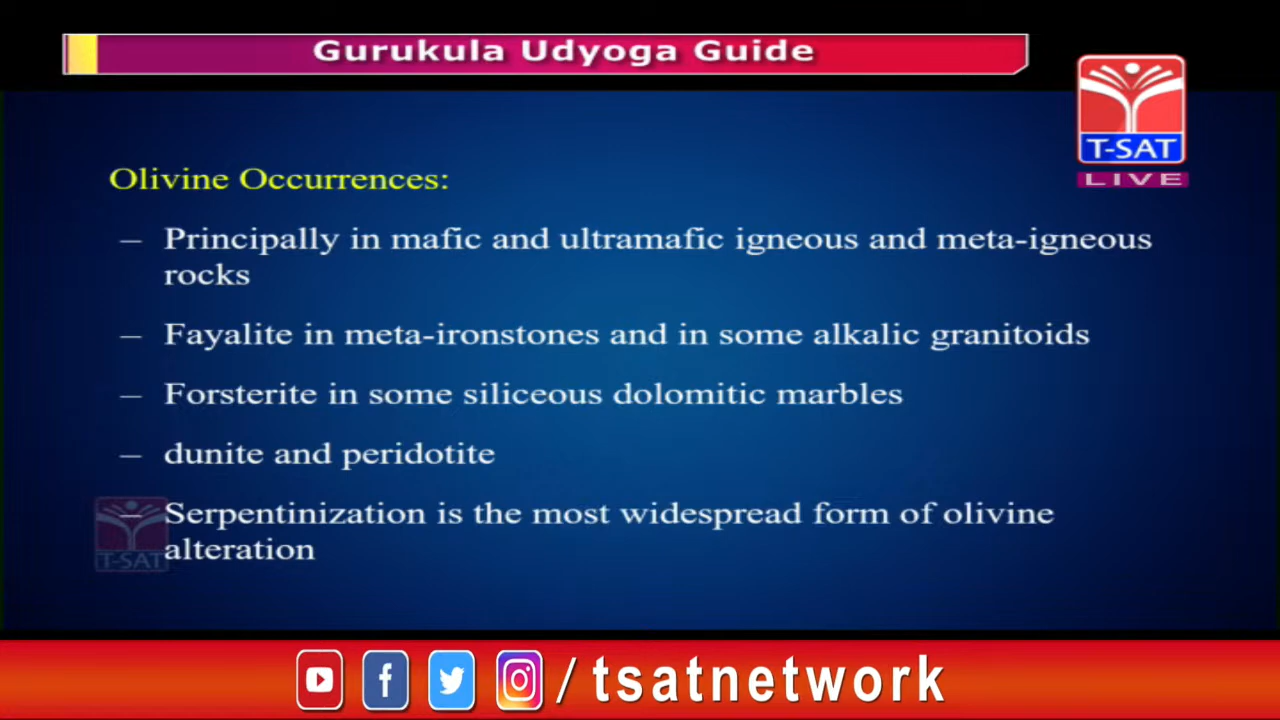 Gurukula Udyoga Guide
T-SAT
LIVE
Olivine Occurrences:
– Principally in mafic and ultramafic igneous and meta-igneous
rocks
– Fayalite in meta-ironstones and in some alkalic granitoids
– Forsterite in some siliceous dolomitic marbles
– dunite and peridotite
– Serpentinization is the most widespread form of olivine
alteration
T-SAT
/tsatnetwork